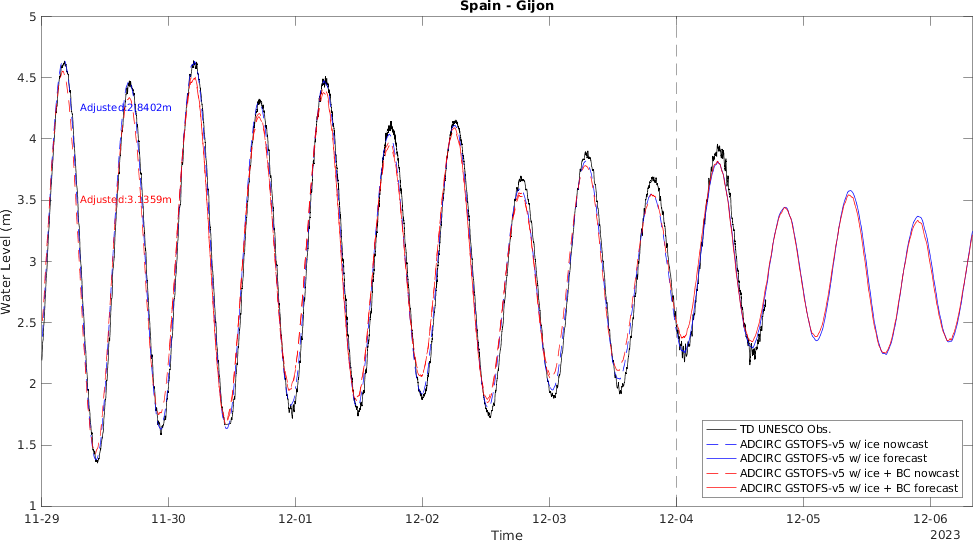 Spain - Gijon
5
4.5
4
3.5
3
2.5
2
1.5
1
Water Level (m)
Adjusted:2.8402m
Adjusted:3.1359m
TD UNESCO Obs.
ADCIRC GSTOFS-v5 w/ ice nowcast
ADCIRC GSTOFS-v5 w/ ice forecast
ADCIRC GSTOFS-v5 w/ ice + BC nowcast
ADCIRC GSTOFS-v5 w/ ice + BC forecast
11-29 11-30 12-01 12-02 12-03 12-04 12-05 12-06
2023
Time